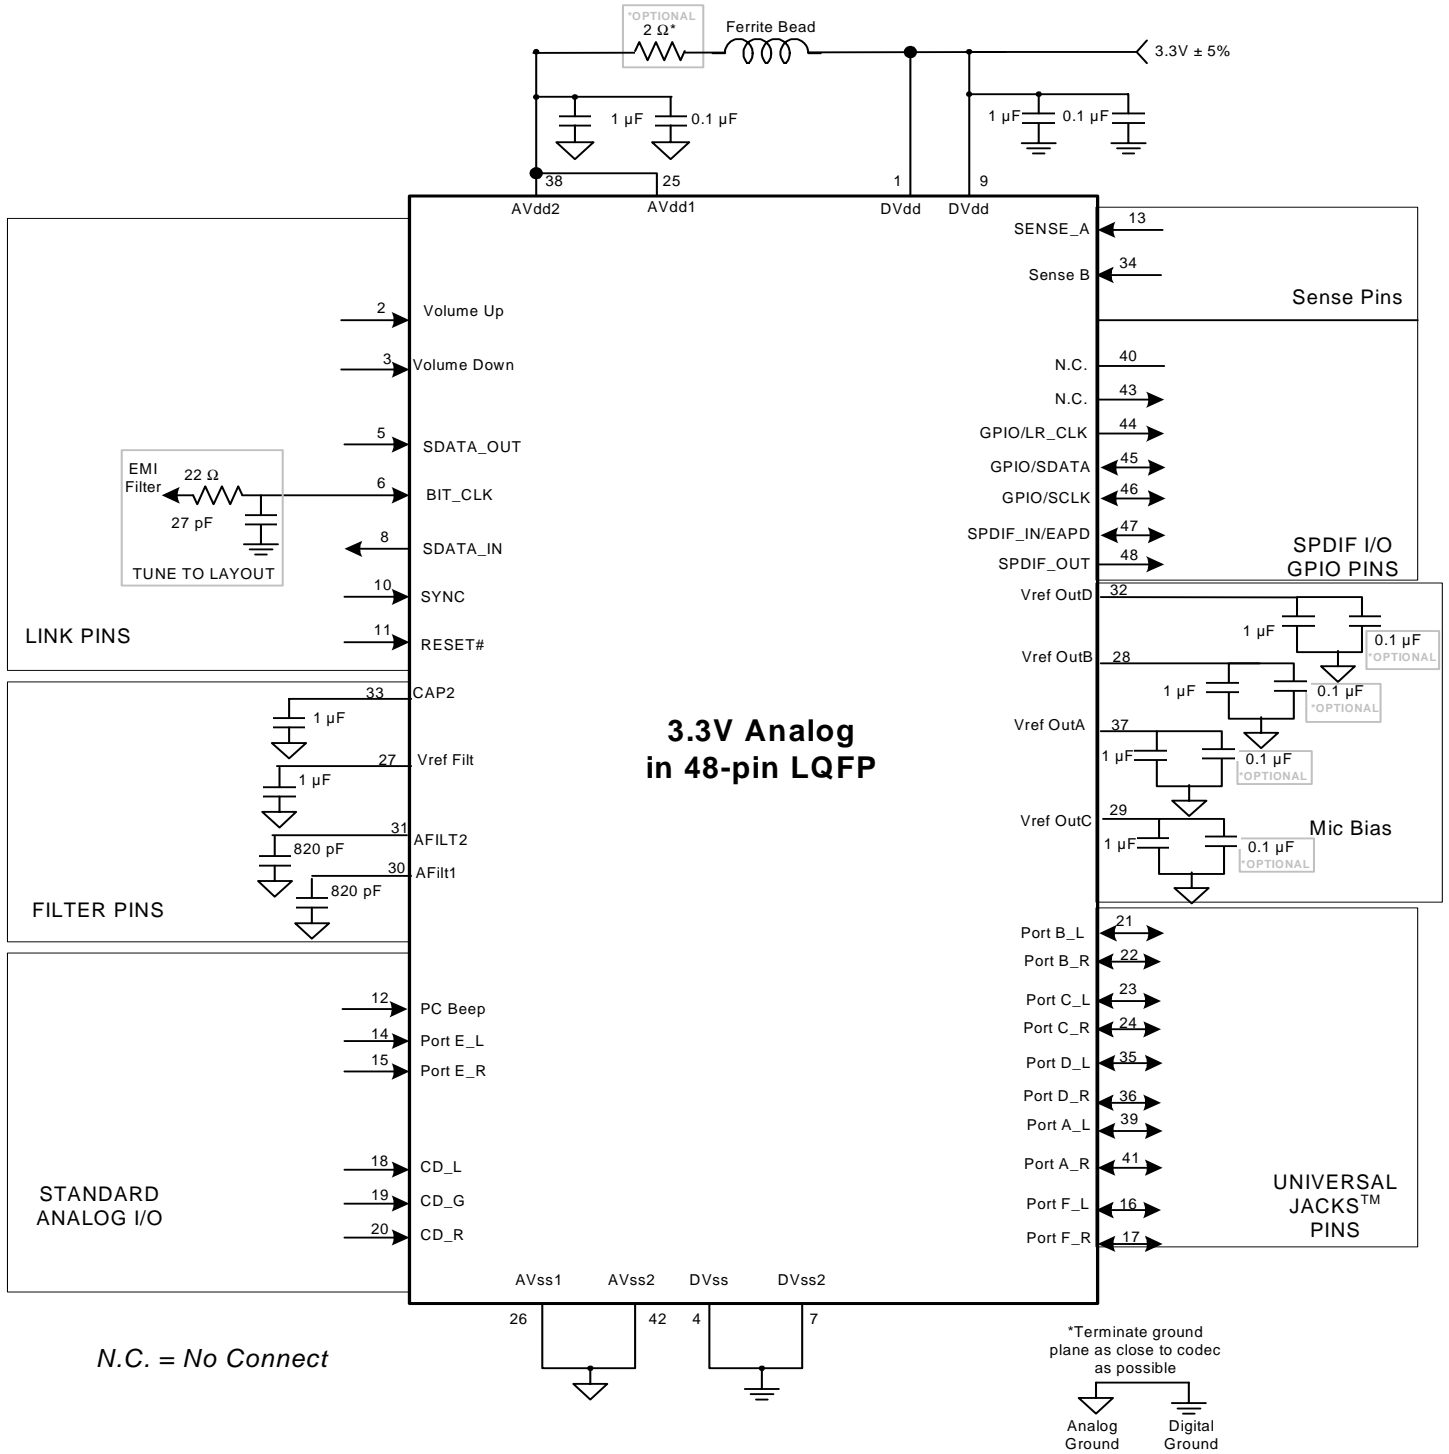 *OPTIONAL
2 Ω*
Ferrite Bead
3.3V ± 5%
1 µF
0.1 µF
1 µF
0.1 µF
38
25
1
9
AVdd2
AVdd1
DVdd
DVdd
2
Volume Up
3
Volume Down
5
SDATA_OUT
EMI
Filter
22 Ω
27 pF
TUNE TO LAYOUT
6
BIT_CLK
8
SDATA_IN
10
SYNC
11
RESET#
LINK PINS
33
CAP2
1 µF
27
Vref Filt
1 µF
31
AFILT2
820 pF
30
AFilt1
820 pF
FILTER PINS
12
PC Beep
14
Port E_L
15
Port E_R
18
CD_L
19
CD_G
20
CD_R
STANDARD
ANALOG I/O
3.3V Analog
in 48-pin LQFP
SENSE_A
13
Sense B
34
Sense Pins
N.C.
40
N.C.
43
GPIO/LR_CLK
44
GPIO/SDATA
45
GPIO/SCLK
46
SPDIF_IN/EAPD
47
SPDIF_OUT
48
SPDIF I/O
GPIO PINS
Vref OutD
32
1 µF
0.1 µF
*OPTIONAL
Vref OutB
28
1 µF
0.1 µF
*OPTIONAL
Vref OutA
37
1 µF
0.1 µF
*OPTIONAL
Vref OutC
29
1 µF
0.1 µF
*OPTIONAL
Mic Bias
Port B_L
21
Port B_R
22
Port C_L
23
Port C_R
24
Port D_L
35
Port D_R
36
Port A_L
39
Port A_R
41
Port F_L
16
Port F_R
17
UNIVERSAL
JACKS™
PINS
AVss1
AVss2
DVss
DVss2
26
42
4
7
N.C. = No Connect
*Terminate ground
plane as close to codec
as possible
Analog
Ground
Digital
Ground